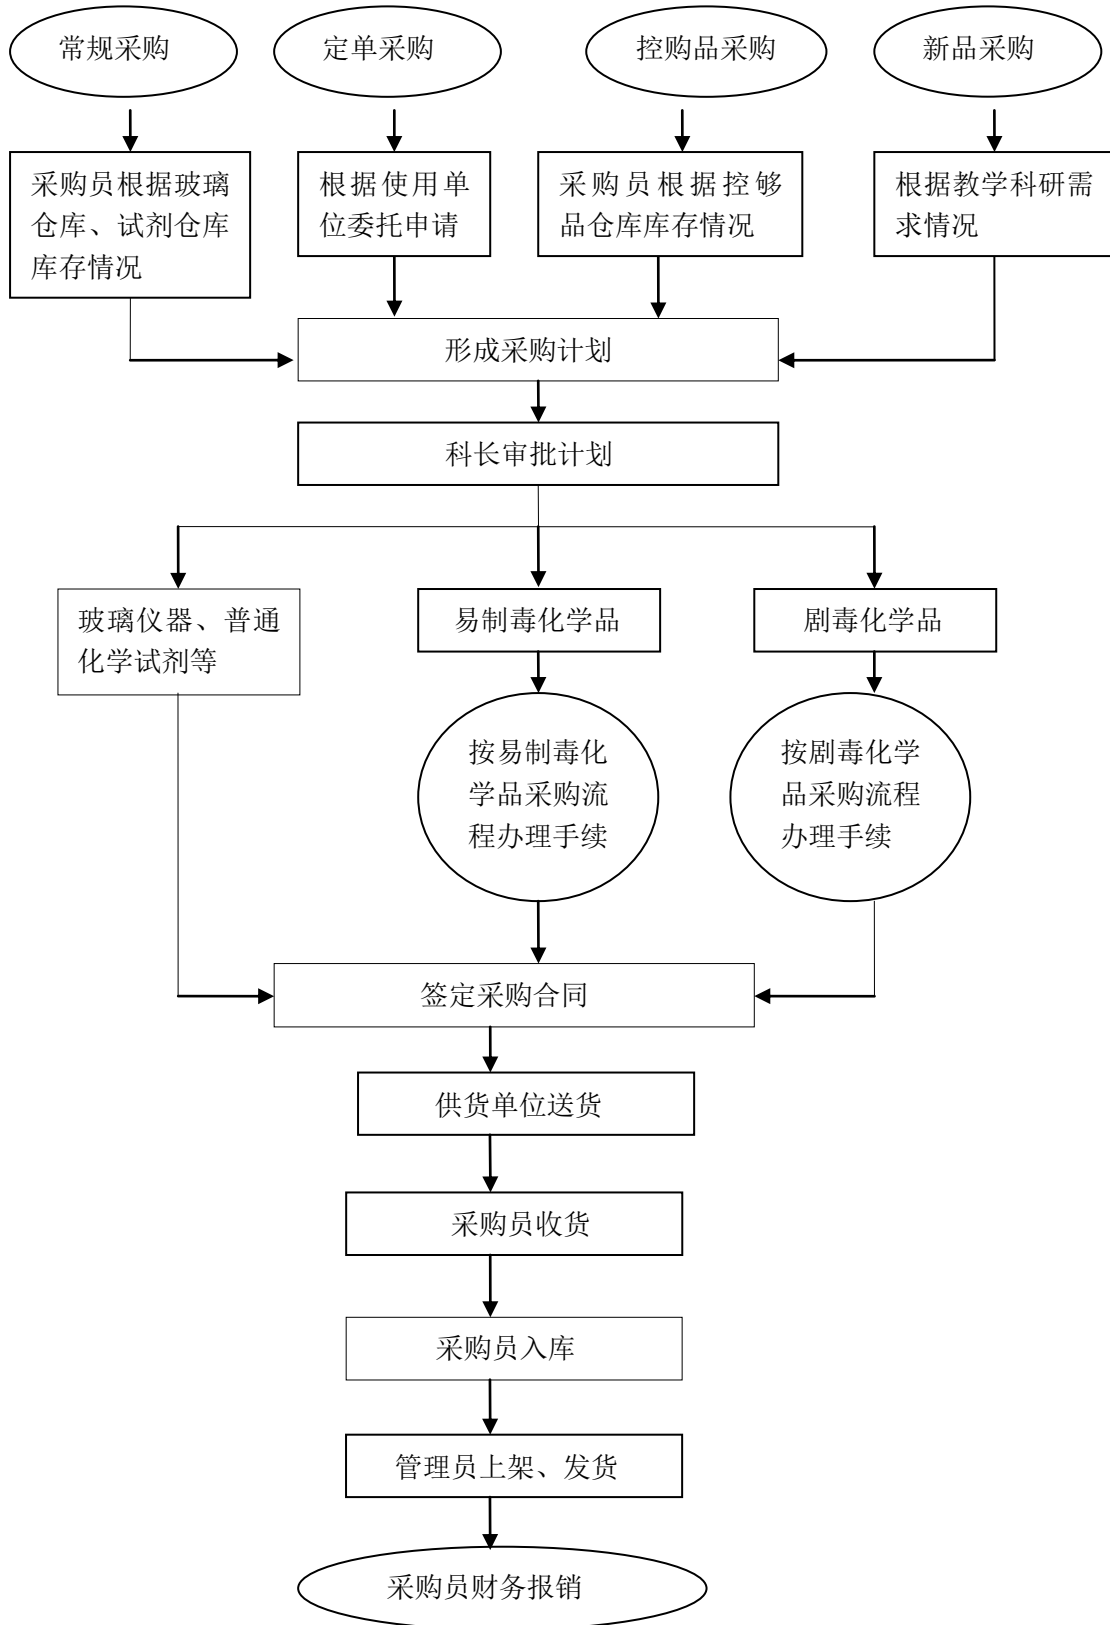 常规采购
定单采购
控购品采购
新品采购
采购员根据玻璃
仓库、试剂仓库
库存情况
根据使用单
位委托申请
采购员根据控够
品仓库库存情况
根据教学科研需
求情况
形成采购计划
科长审批计划
玻璃仪器、普通
化学试剂等
易制毒化学品
剧毒化学品
按易制毒化
学品采购流
程办理手续
按剧毒化学
品采购流程
办理手续
签定采购合同
供货单位送货
采购员收货
采购员入库
管理员上架、发货
采购员财务报销